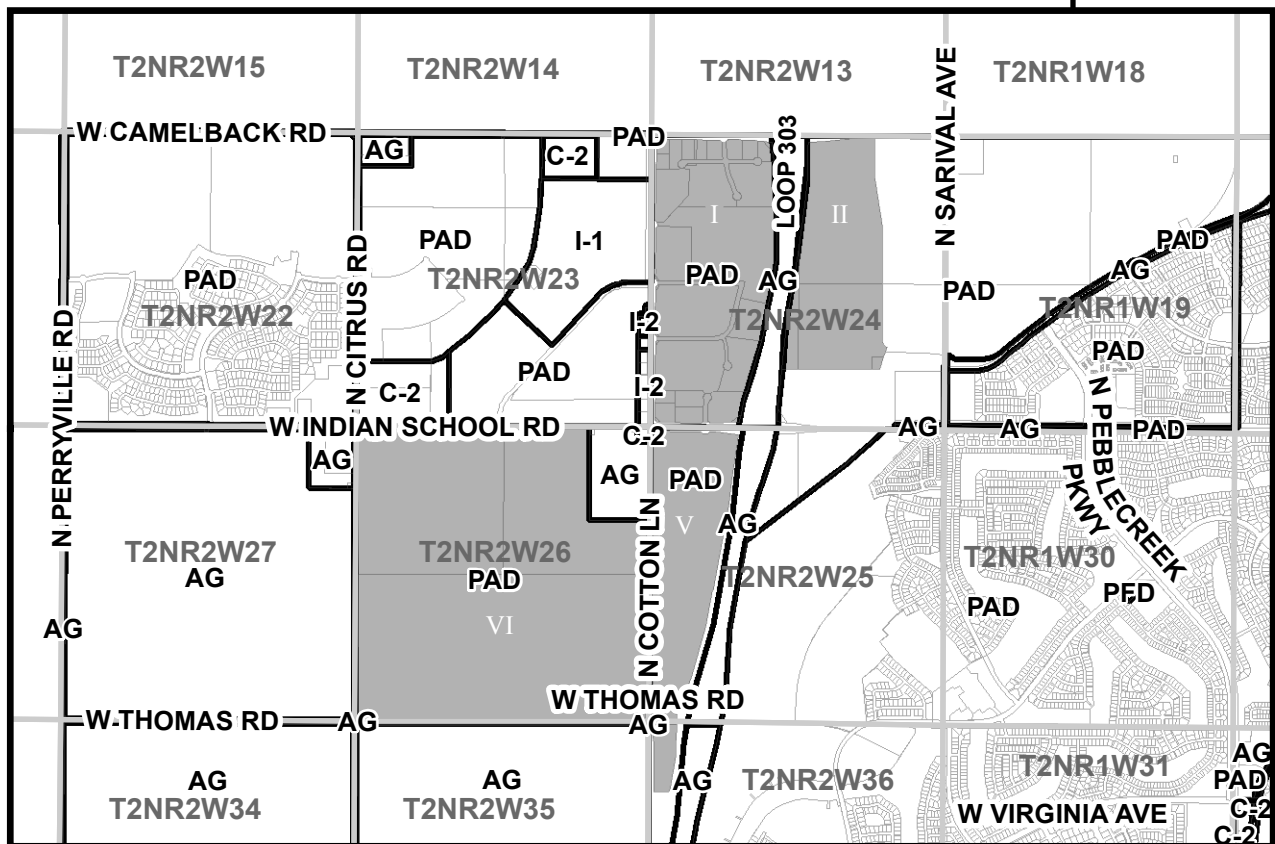 T2NR2W15
T2NR2W14
T2NR2W13
T2NR1W18
N SARIVAL AVE
W CAMELBACK RD
PAD
LOOP 303
AG
C-2
I
II
PAD
I-1
PAD
PAD
N CITRUS RD
T2NR2W23
PAD
AG
AG
PAD
T2NR1W19
T2NR2W22
I-2
T2NR2W24
PAD
N PERRYVILLE RD
PAD
I-2
C-2
N PEBBLECREEK
PKWY
W INDIAN SCHOOL RD
C-2
AG
AG
PAD
AG
AG
PAD
V
AG
N COTTON LN
T2NR2W27
AG
T2NR2W26
PAD
T2NR2W25
T2NR1W30
PAD
PFD
AG
VI
W THOMAS RD
W THOMAS RD
AG
AG
AG
T2NR2W34
AG
T2NR2W35
AG
T2NR2W36
T2NR1W31
AG
PAD
C-2
C-2
W VIRGINIA AVE